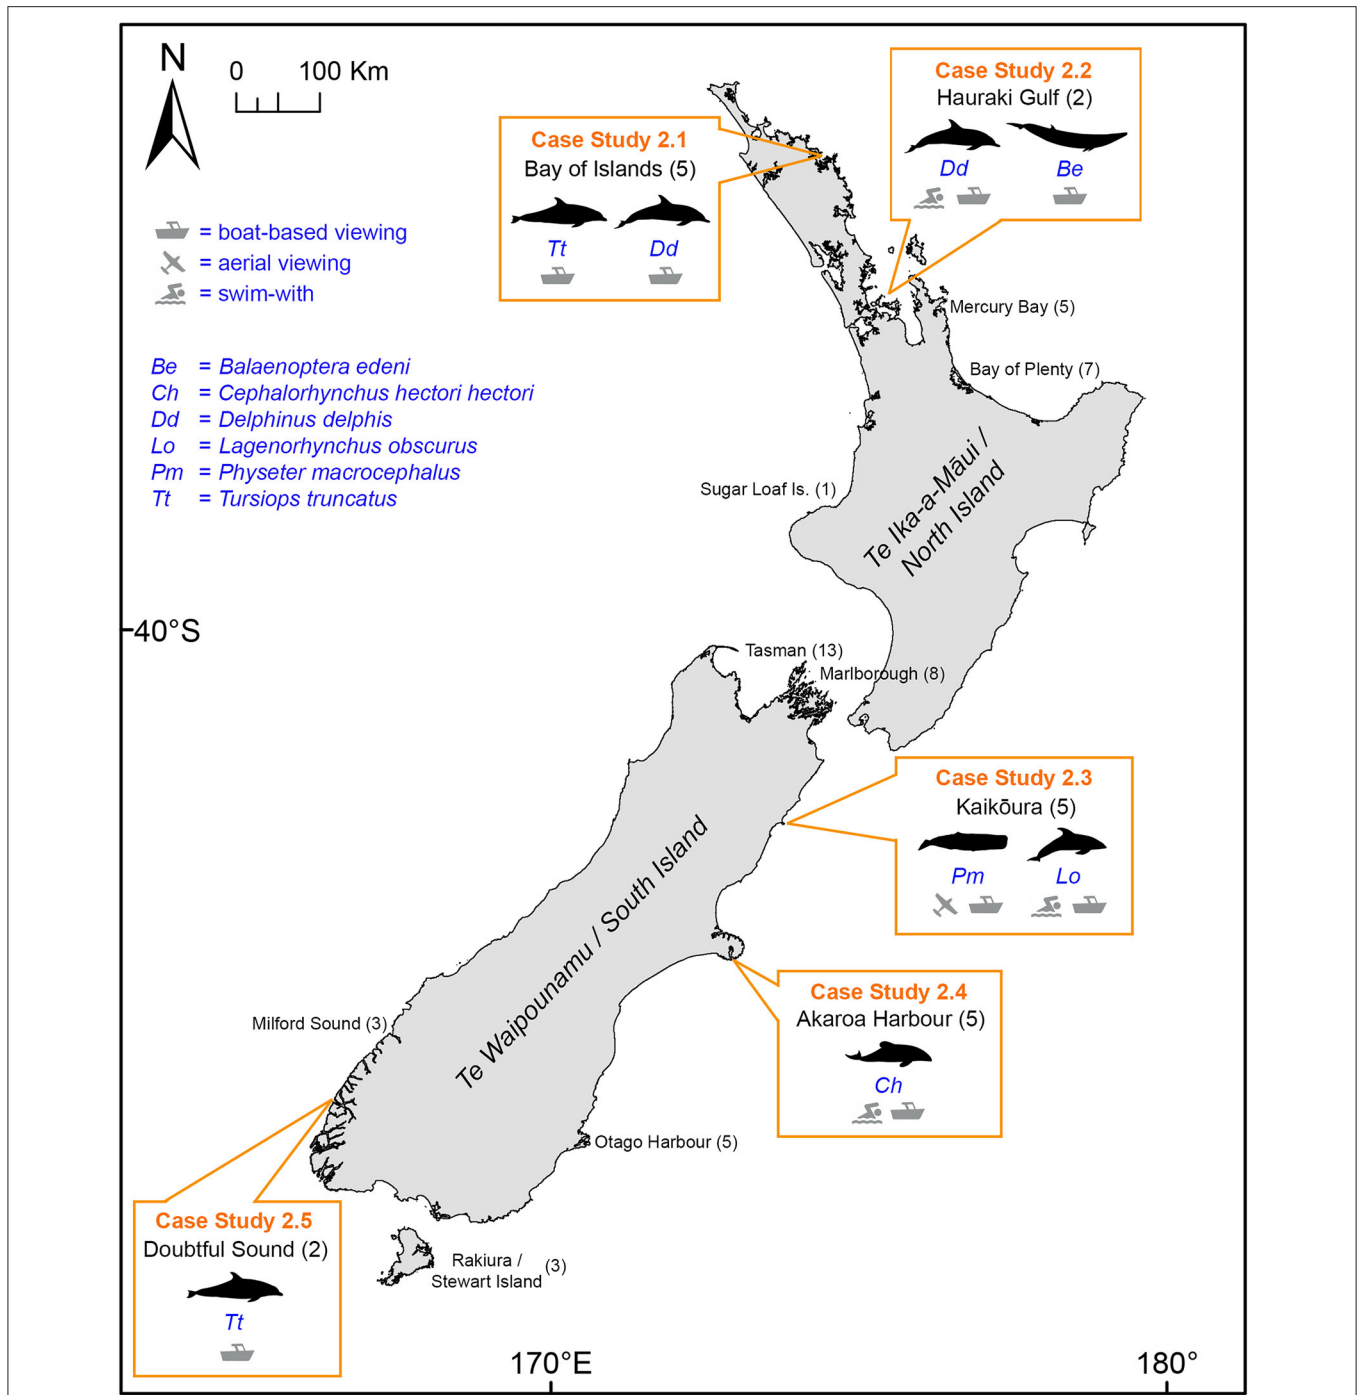 N
0 100 Km
= boat-based viewing
= aerial viewing
= swim-with
Be = Balaenoptera edeni
Ch = Cephalorhynchus hectori hectori
Dd = Delphinus delphis
Lo = Lagenorhynchus obscurus
Pm = Physeter macrocephalus
Tt = Tursiops truncatus
Case Study 2.1
Bay of Islands (5)
Tt Dd
Case Study 2.2
Hauraki Gulf (2)
Dd Be
Mercury Bay (5)
Bay of Plenty (7)
Sugar Loaf Is. (1)
Te Ika-a-Māui /
North Island
40°S
Tasman (13)
Marlborough (8)
Case Study 2.3
Kaikōura (5)
Pm Lo
Te Waipounamu / South Island
Case Study 2.4
Akaroa Harbour (5)
Ch
Milford Sound (3)
Otago Harbour (5)
Case Study 2.5
Doubtful Sound (2)
Tt
Rakiura /
Stewart Island (3)
170°E
180°